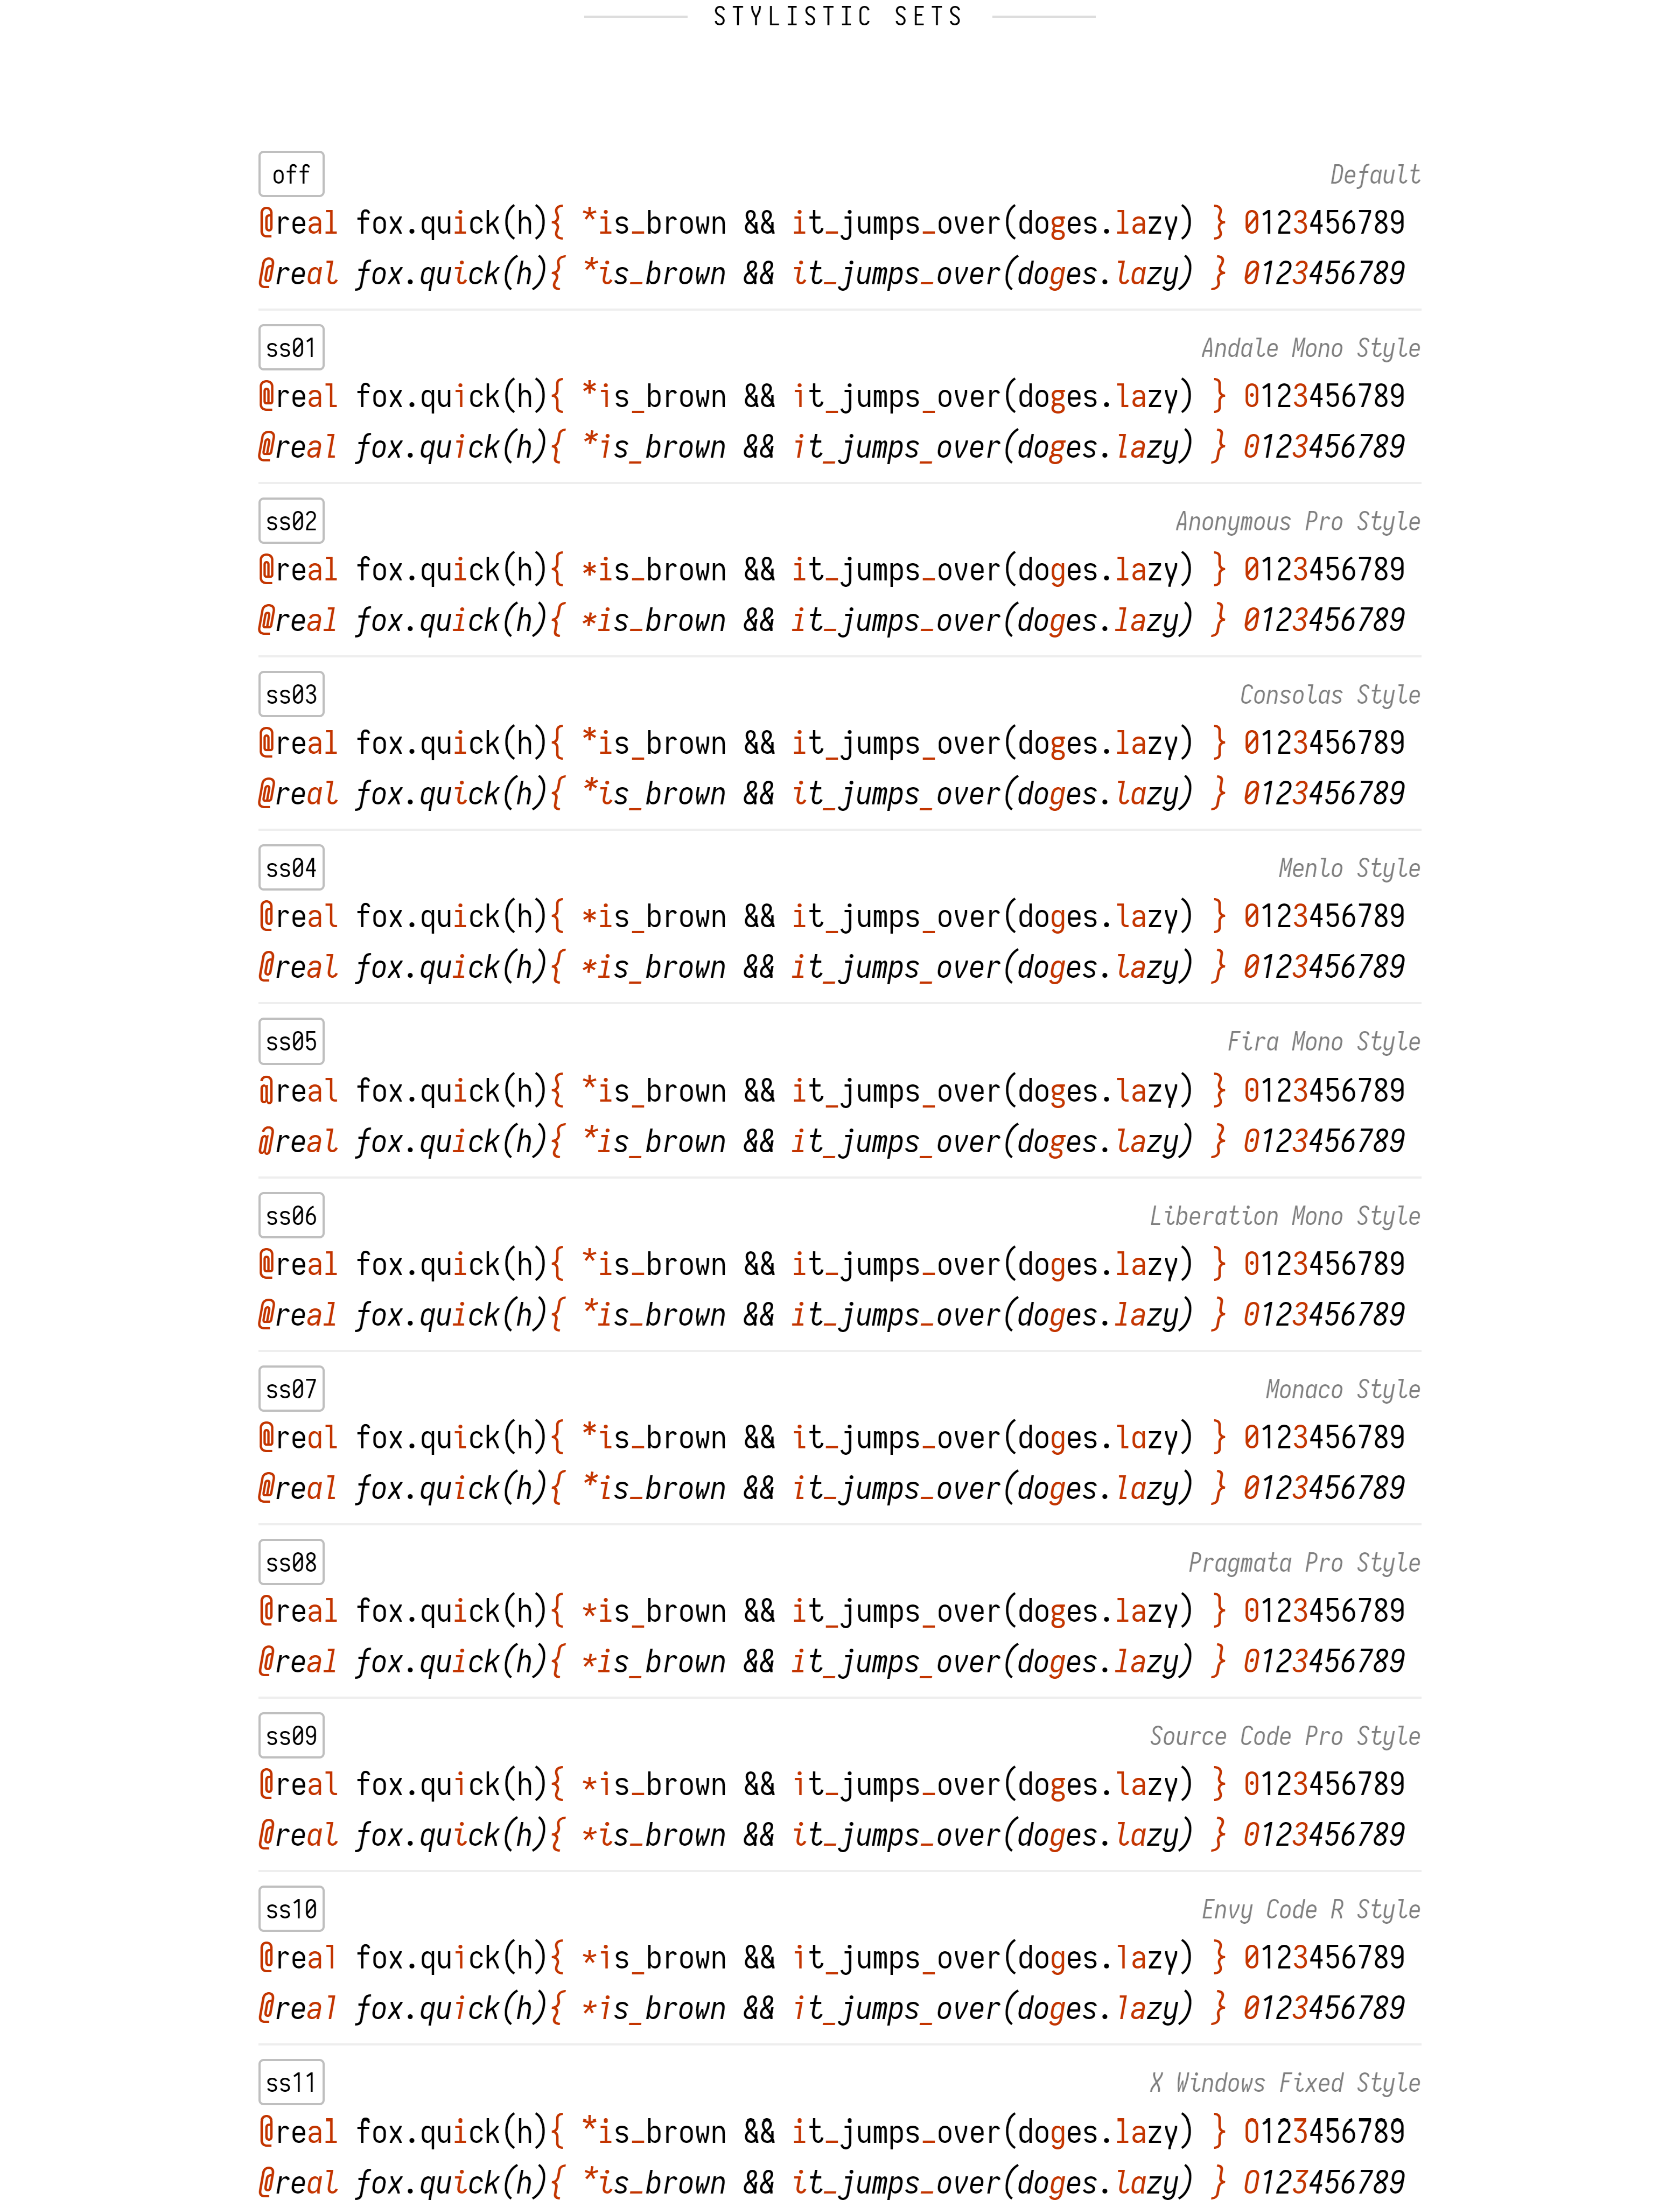 STYLISTIC SETS
off Default
@real fox.quick(h){ *is_brown && it_jumps_over(doges.lazy) } 0123456789
@real fox.quick(h){ *is_brown && it_jumps_over(doges.lazy) } 0123456789
ss01 Andale Mono Style
@real fox.quick(h){ *is_brown && it_jumps_over(doges.lazy) } 0123456789
@real fox.quick(h){ *is_brown && it_jumps_over(doges.lazy) } 0123456789
ss02 Anonymous Pro Style
@real fox.quick(h){ *is_brown && it_jumps_over(doges.lazy) } 0123456789
@real fox.quick(h){ *is_brown && it_jumps_over(doges.lazy) } 0123456789
ss03 Consolas Style
@real fox.quick(h){ *is_brown && it_jumps_over(doges.lazy) } 0123456789
@real fox.quick(h){ *is_brown && it_jumps_over(doges.lazy) } 0123456789
ss04 Menlo Style
@real fox.quick(h){ *is_brown && it_jumps_over(doges.lazy) } 0123456789
@real fox.quick(h){ *is_brown && it_jumps_over(doges.lazy) } 0123456789
ss05 Fira Mono Style
@real fox.quick(h){ *is_brown && it_jumps_over(doges.lazy) } 0123456789
@real fox.quick(h){ *is_brown && it_jumps_over(doges.lazy) } 0123456789
ss06 Liberation Mono Style
@real fox.quick(h){ *is_brown && it_jumps_over(doges.lazy) } 0123456789
@real fox.quick(h){ *is_brown && it_jumps_over(doges.lazy) } 0123456789
ss07 Monaco Style
@real fox.quick(h){ *is_brown && it_jumps_over(doges.lazy) } 0123456789
@real fox.quick(h){ *is_brown && it_jumps_over(doges.lazy) } 0123456789
ss08 Pragmata Pro Style
@real fox.quick(h){ *is_brown && it_jumps_over(doges.lazy) } 0123456789
@real fox.quick(h){ *is_brown && it_jumps_over(doges.lazy) } 0123456789
ss09 Source Code Pro Style
@real fox.quick(h){ *is_brown && it_jumps_over(doges.lazy) } 0123456789
@real fox.quick(h){ *is_brown && it_jumps_over(doges.lazy) } 0123456789
ss10 Envy Code R Style
@real fox.quick(h){ *is_brown && it_jumps_over(doges.lazy) } 0123456789
@real fox.quick(h){ *is_brown && it_jumps_over(doges.lazy) } 0123456789
ss11 X Windows Fixed Style
@real fox.quick(h){ *is_brown && it_jumps_over(doges.lazy) } 0123456789
@real fox.quick(h){ *is_brown && it_jumps_over(doges.lazy) } 0123456789